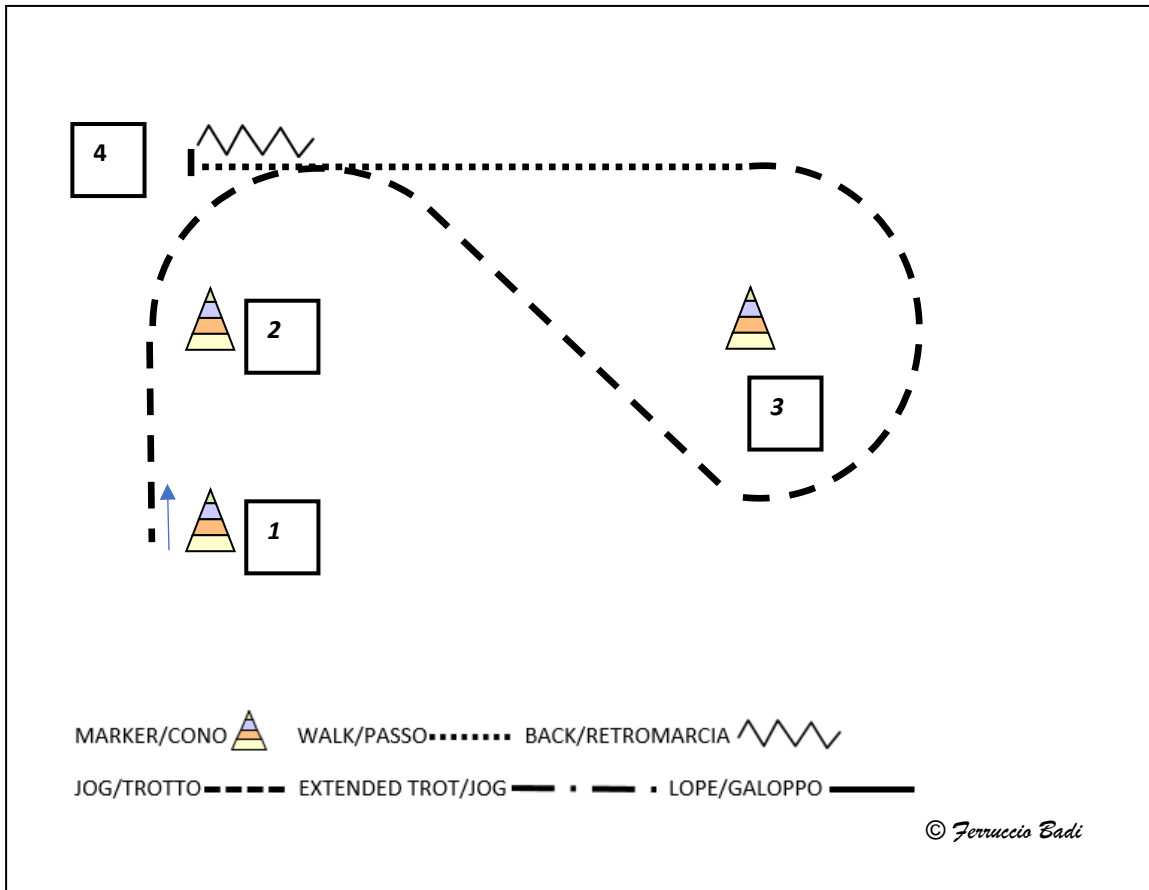 4
2
3
1
MARKER/CONO WALK/PASSO BACK/RETROMARCIA
JOG/TROTTO EXTENDED TROT/JOG LOPE/GALOPPO
© Ferruccio Badi